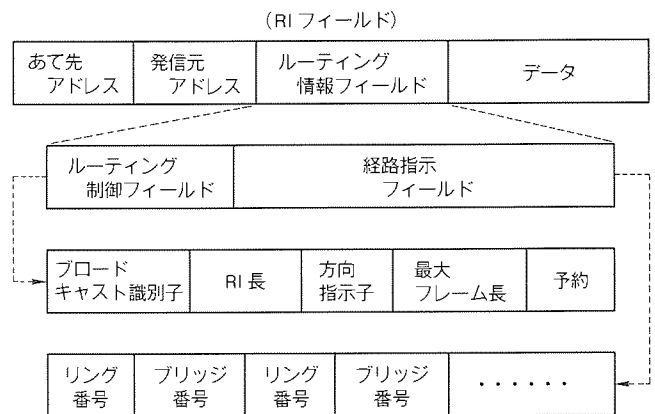 (RIフィールド)
あて先
アドレス
発信元
アドレス
ルーティング
情報フィールド
データ
ルーティング
制御フィールド
経路指示
フィールド
ブロード
キャスト識別子
RI長
方向
指示子
最大
フレーム長
予約
リング
番号
ブリッジ
番号
リング
番号
ブリッジ
番号
・・・・・・